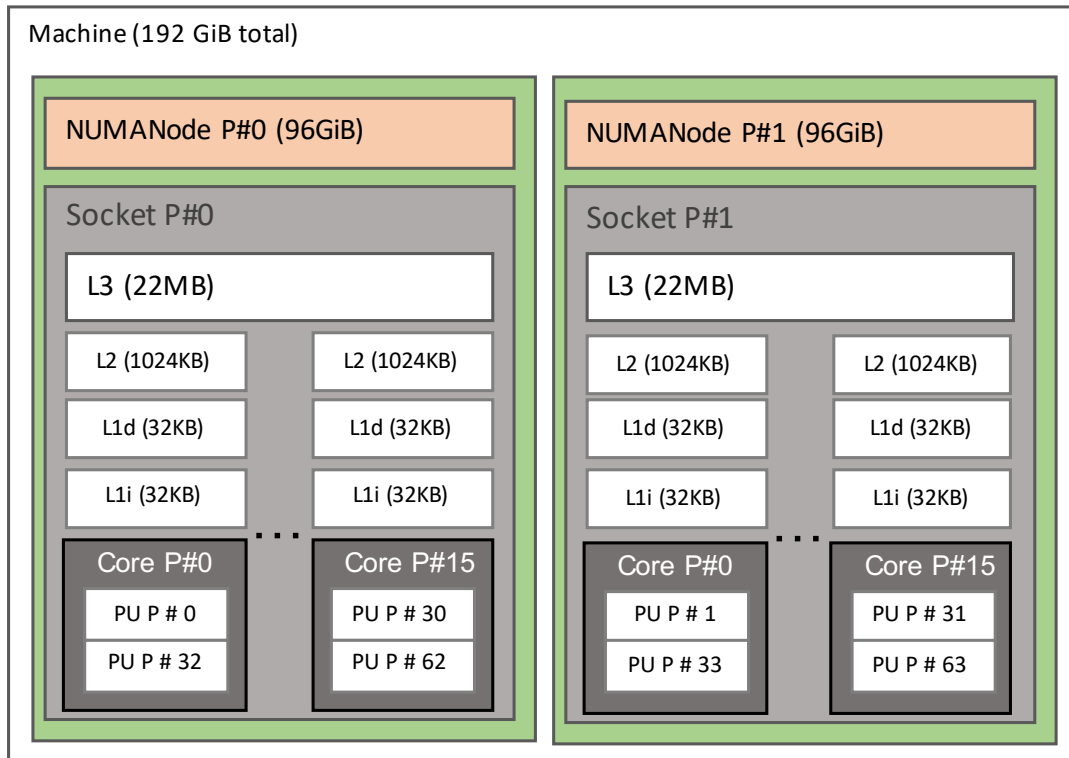 Machine (192 GiB total)
NUMANode P#0 (96GiB)
Socket P#0
L3 (22MB)
L2 (1024KB)
L2 (1024KB)
L1d (32KB)
L1d (32KB)
L1i (32KB)
L1i (32KB)
...
Core P#0
Core P#15
PU P # 0
PU P # 30
PU P # 32
PU P # 62
NUMANode P#1 (96GiB)
Socket P#1
L3 (22MB)
L2 (1024KB)
L2 (1024KB)
L1d (32KB)
L1d (32KB)
L1i (32KB)
L1i (32KB)
...
Core P#0
Core P#15
PU P # 1
PU P # 31
PU P # 33
PU P # 63